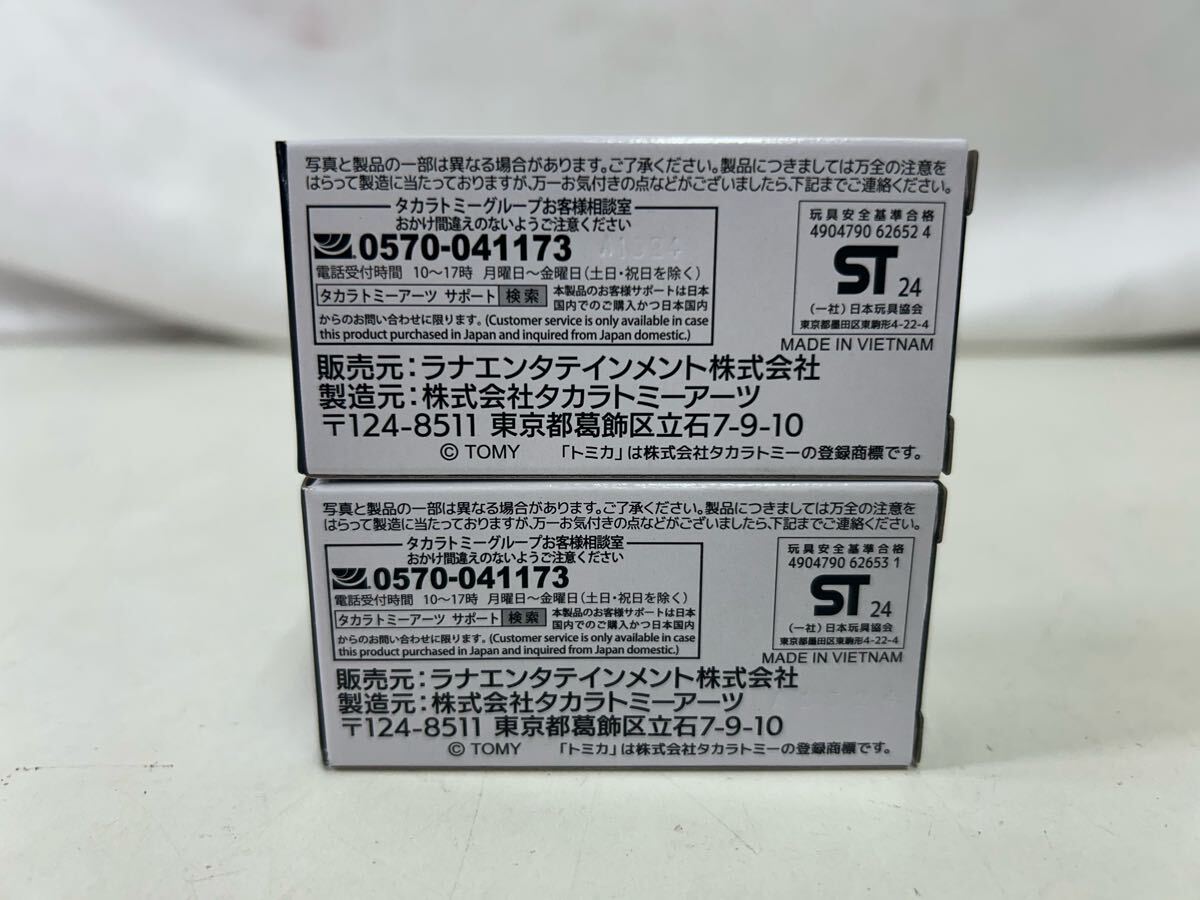 写真と製品の一部は異なる場合があります。ご了承ください。製品につきましては万全の注意を
はらって製造に当たっておりますが、万一お気付きの点などがございましたら、下記までご連絡ください。
タカラトミーグループお客様相談室
おかけ間違えのないようご注意ください
0570-041173
電話受付時間 10〜17時 月曜日〜金曜日(土日・祝日を除く)
タカラトミーアーツ サポート 検索 本製品のお客様サポートは日本
国内でのご購入かつ日本国内
からのお問い合わせに限ります。(Customer service is only available in case
this product purchased in Japan and inquired from Japan domestic.)
玩具安全基準合格
4904790 62652 4
ST 24
(一社)日本玩具協会
東京都墨田区東駒形4-22-4
MADE IN VIETNAM
販売元:ラナエンタテインメント株式会社
製造元:株式会社タカラトミーアーツ
〒124-8511 東京都葛飾区立石7-9-10
© TOMY 「トミカ」は株式会社タカラトミーの登録商標です。
写真と製品の一部は異なる場合があります。ご了承ください。製品につきましては万全の注意を
はらって製造に当たっておりますが、万一お気付きの点などがございましたら、下記までご連絡ください。
タカラトミーグループお客様相談室
おかけ間違えのないようご注意ください
0570-041173
電話受付時間 10〜17時 月曜日〜金曜日(土日・祝日を除く)
タカラトミーアーツ サポート 検索 本製品のお客様サポートは日本
国内でのご購入かつ日本国内
からのお問い合わせに限ります。(Customer service is only available in case
this product purchased in Japan and inquired from Japan domestic.)
玩具安全基準合格
4904790 62653 1
ST 24
(一社)日本玩具協会
東京都墨田区東駒形4-22-4
MADE IN VIETNAM
販売元:ラナエンタテインメント株式会社
製造元:株式会社タカラトミーアーツ
〒124-8511 東京都葛飾区立石7-9-10
© TOMY 「トミカ」は株式会社タカラトミーの登録商標です。